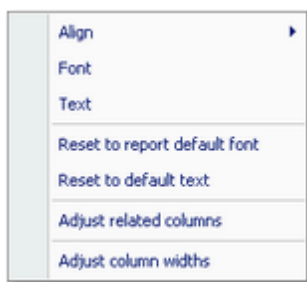 Align
Font
Text
Reset to report default font
Reset to default text
Adjust related columns
Adjust column widths